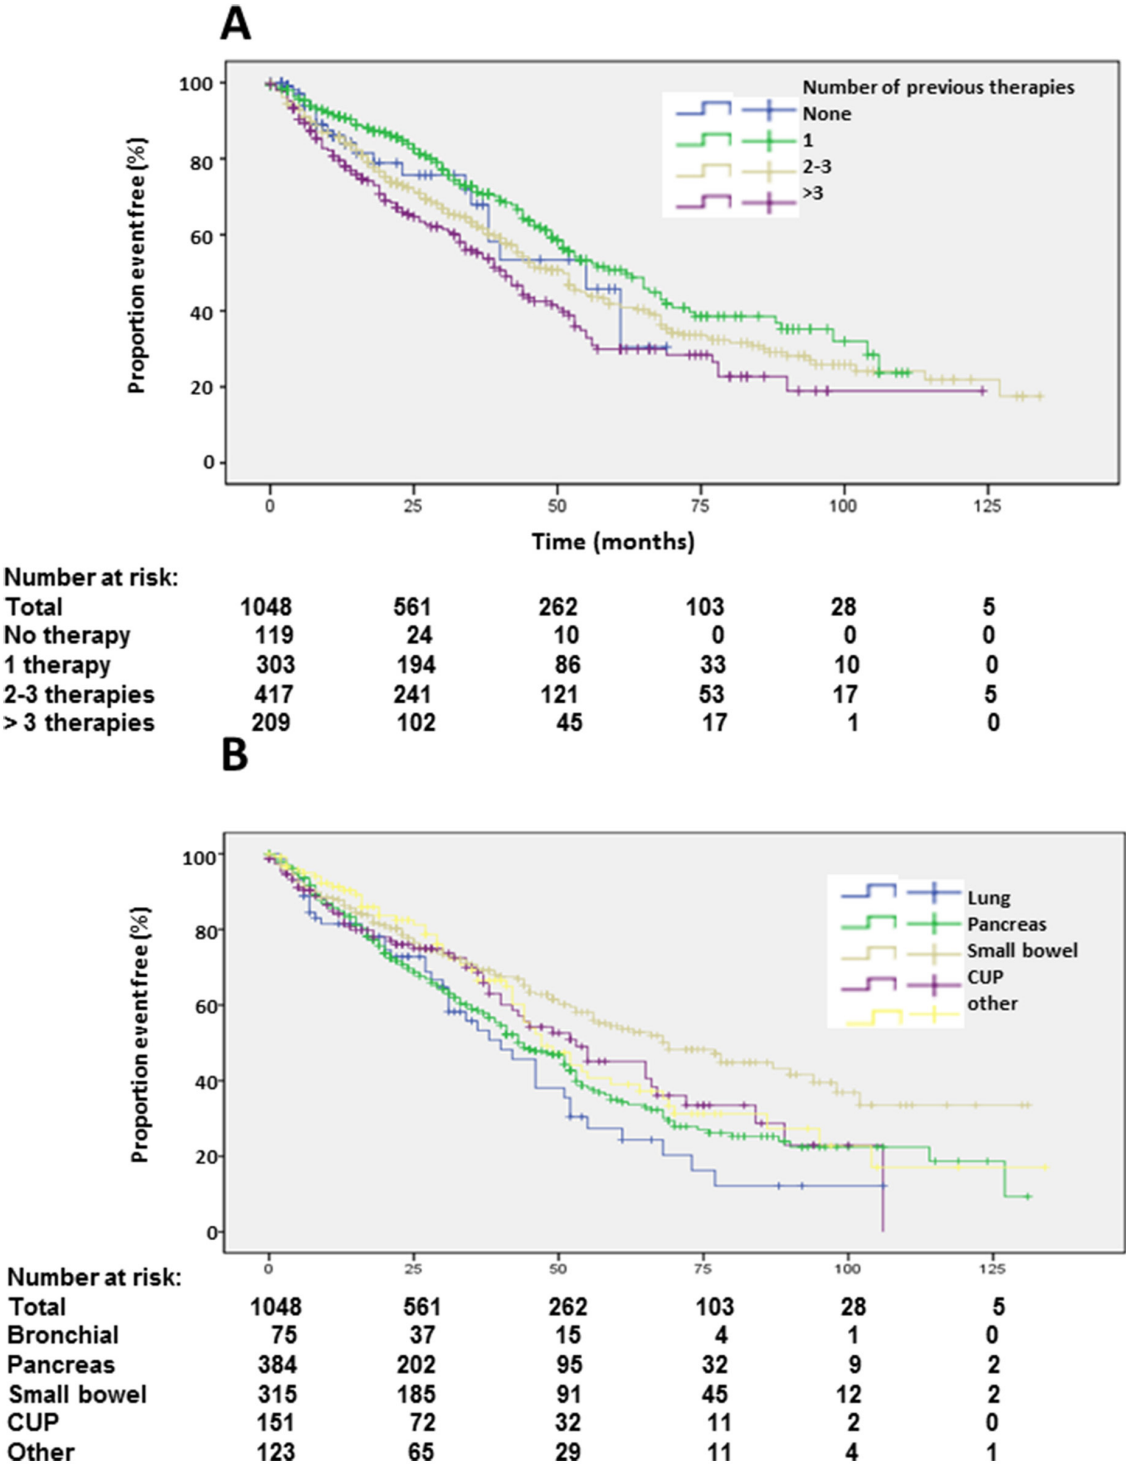 A
Number of previous therapies
None
1
2-3
>3
Proportion event free (%)
100
80
60
40
20
0
0 25 50 75 100 125
Time (months)
Number at risk:
Total 1048 561 262 103 28 5
No therapy 119 24 10 0 0 0
1 therapy 303 194 86 33 10 0
2-3 therapies 417 241 121 53 17 5
> 3 therapies 209 102 45 17 1 0
B
Lung
Pancreas
Small bowel
CUP
other
Proportion event free (%)
100
80
60
40
20
0
0 25 50 75 100 125
Number at risk:
Total 1048 561 262 103 28 5
Bronchial 75 37 15 4 1 0
Pancreas 384 202 95 32 9 2
Small bowel 315 185 91 45 12 2
CUP 151 72 32 11 2 0
Other 123 65 29 11 4 1